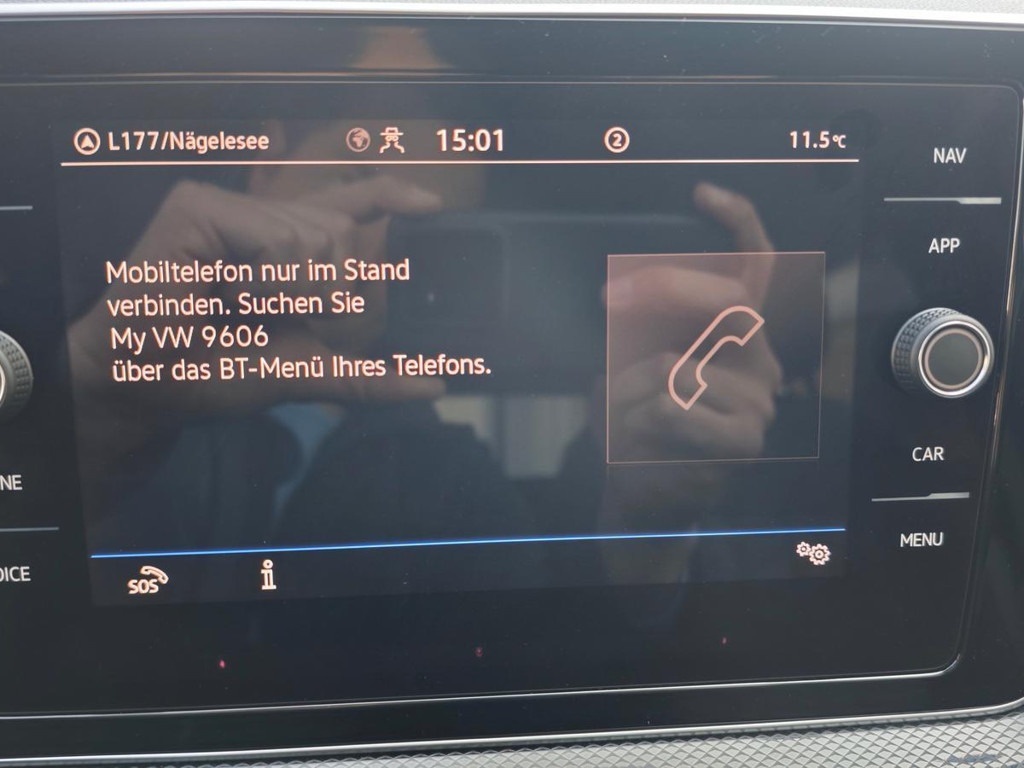 L177/Nägelesee 15:01 2 11.5°C
NAV
APP
Mobiltelefon nur im Stand
verbinden. Suchen Sie
My VW 9606
über das BT-Menü Ihres Telefons.
CAR
NE
MENU
OICE
SOS i